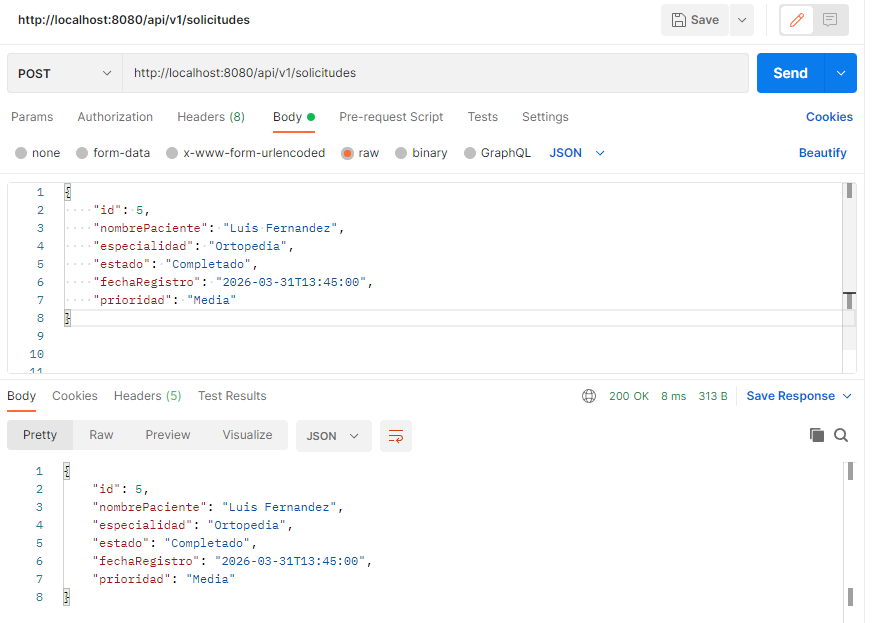 http://localhost:8080/api/v1/solicitudes
Save
POST
http://localhost:8080/api/v1/solicitudes
Send
Params Authorization Headers (8) Body Pre-request Script Tests Settings Cookies
none form-data x-www-form-urlencoded raw binary GraphQL JSON Beautify
1 {
2 ····"id":·5,
3 ····"nombrePaciente":·"Luis·Fernandez",
4 ····"especialidad":·"Ortopedia",
5 ····"estado":·"Completado",
6 ····"fechaRegistro":·"2026-03-31T13:45:00",
7 ····"prioridad":·"Media"
8 }
9
10
11
Body Cookies Headers (5) Test Results 200 OK 8 ms 313 B Save Response
Pretty Raw Preview Visualize JSON
1 {
2 "id": 5,
3 "nombrePaciente": "Luis Fernandez",
4 "especialidad": "Ortopedia",
5 "estado": "Completado",
6 "fechaRegistro": "2026-03-31T13:45:00",
7 "prioridad": "Media"
8 }